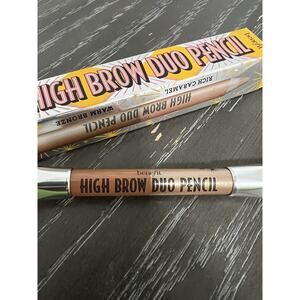 HIGH BROW DUO PENCIL
benefit
RICH CARAMEL
HIGH BROW DUO PENCIL
WARM BRONZE
benefit
HIGH BROW DUO PENCIL